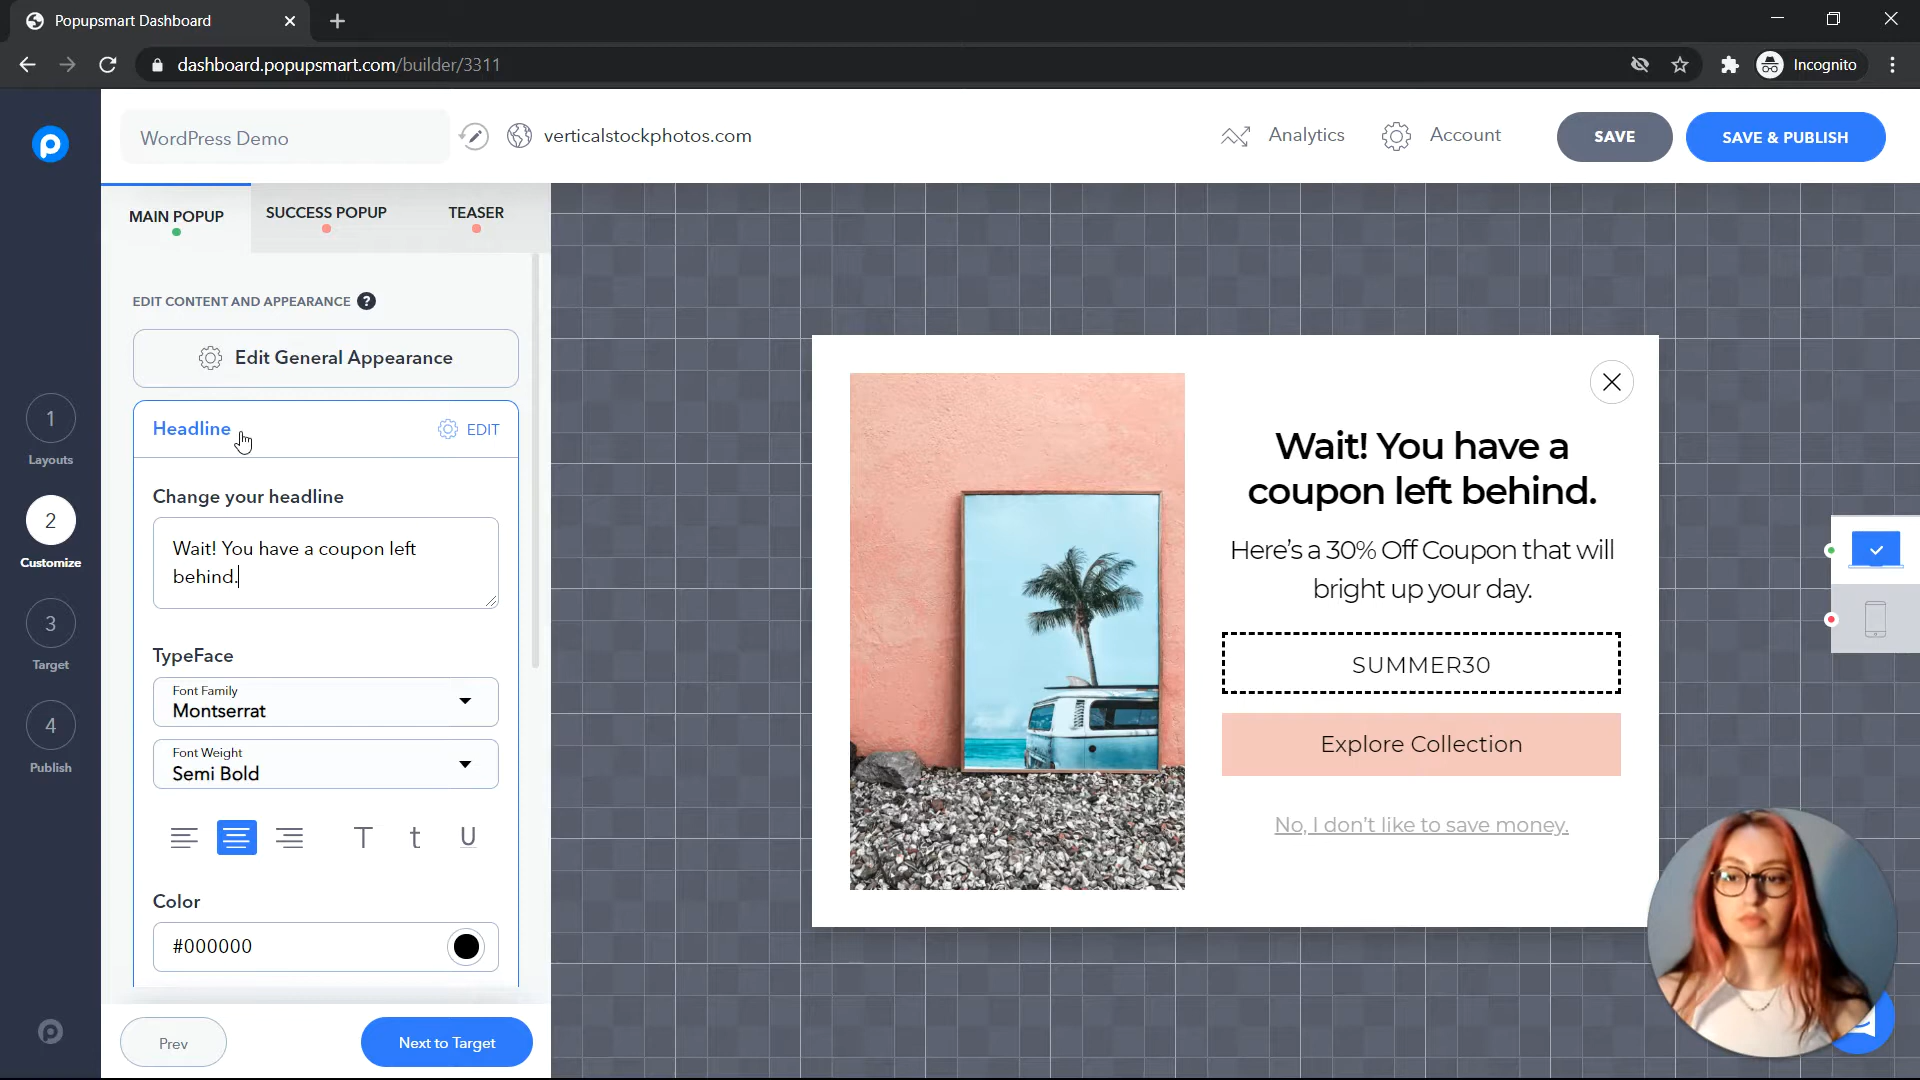 Popupsmart Dashboard
dashboard.popupsmart.com/builder/3311
Incognito
WordPress Demo
verticalstockphotos.com
Analytics
Account
SAVE
SAVE & PUBLISH
MAIN POPUP
SUCCESS POPUP
TEASER
EDIT CONTENT AND APPEARANCE ?
Edit General Appearance
Headline
EDIT
Change your headline
Wait! You have a coupon left
behind.
TypeFace
Font Family
Montserrat
Font Weight
Semi Bold
T t U
Color
#000000
Prev
Next to Target
1
Layouts
2
Customize
3
Target
4
Publish
Wait! You have a
coupon left behind.
Here's a 30% Off Coupon that will
bright up your day.
SUMMER30
Explore Collection
No, I don't like to save money.